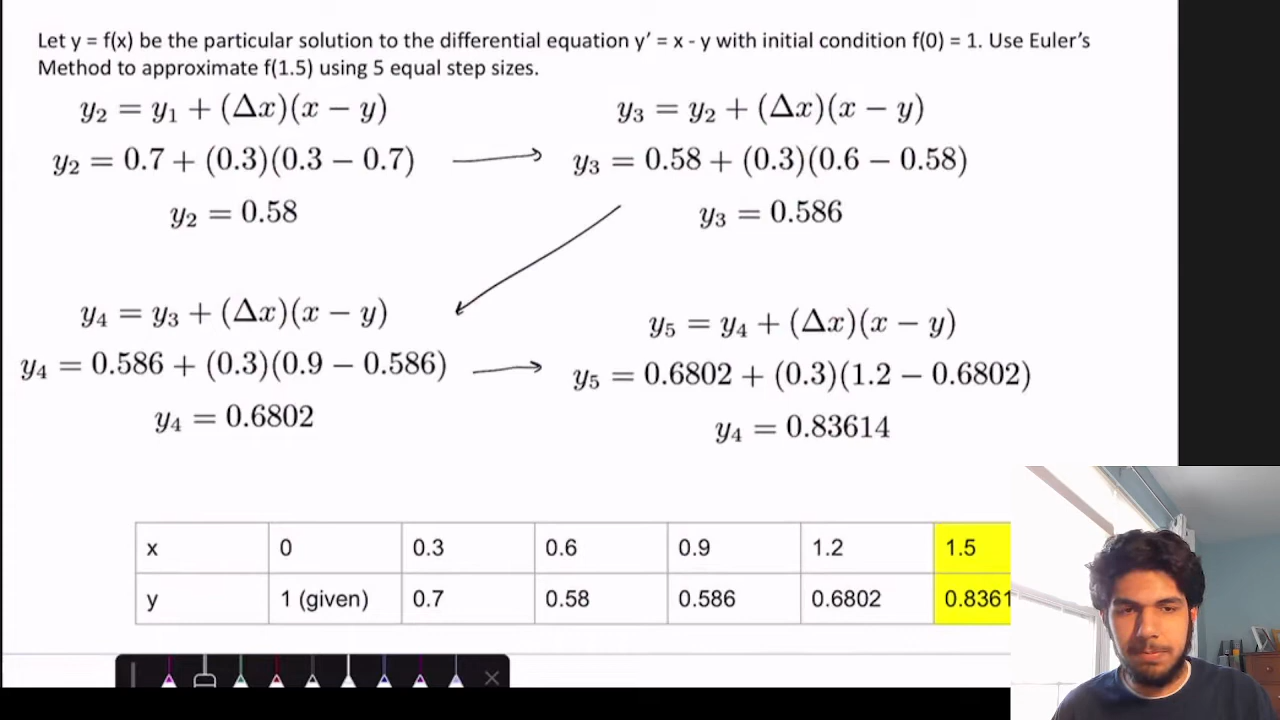 Let y = f(x) be the particular solution to the differential equation y' = x - y with initial condition f(0) = 1. Use Euler's
Method to approximate f(1.5) using 5 equal step sizes.
y₂ = y₁ + (Δx)(x − y)
y₂ = 0.7 + (0.3)(0.3 − 0.7)
y₂ = 0.58
y₃ = y₂ + (Δx)(x − y)
y₃ = 0.58 + (0.3)(0.6 − 0.58)
y₃ = 0.586
y₄ = y₃ + (Δx)(x − y)
y₄ = 0.586 + (0.3)(0.9 − 0.586)
y₄ = 0.6802
y₅ = y₄ + (Δx)(x − y)
y₅ = 0.6802 + (0.3)(1.2 − 0.6802)
y₄ = 0.83614
x 0 0.3 0.6 0.9 1.2 1.5
y 1 (given) 0.7 0.58 0.586 0.6802 0.8361